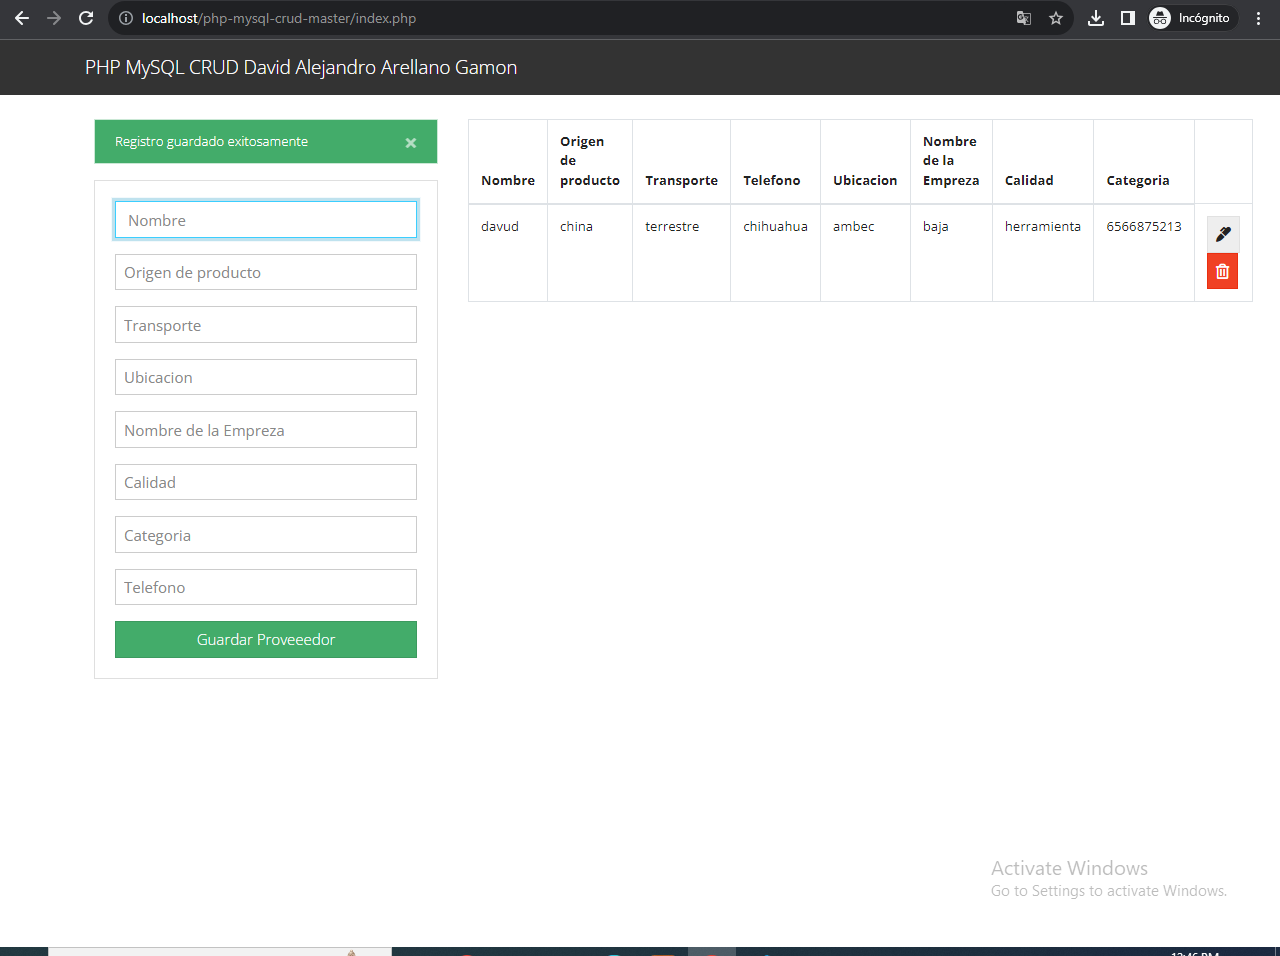 localhost/php-mysql-crud-master/index.php
Incógnito
PHP MySQL CRUD David Alejandro Arellano Gamon
Registro guardado exitosamente ×
Nombre
Origen de producto
Transporte
Ubicacion
Nombre de la Empreza
Calidad
Categoria
Telefono
Guardar Proveeedor
Nombre Origen de producto Transporte Telefono Ubicacion Nombre de la Empreza Calidad Categoria
davud china terrestre chihuahua ambec baja herramienta 6566875213
Activate Windows
Go to Settings to activate Windows.